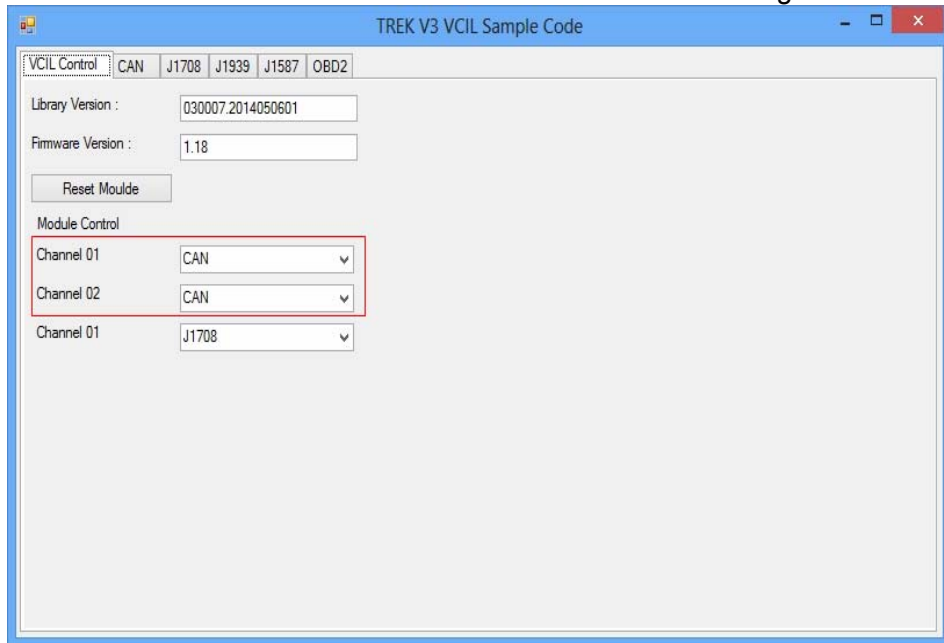 TREK V3 VCIL Sample Code
VCIL Control CAN J1708 J1939 J1587 OBD2
Library Version : 030007.2014050601
Firmware Version : 1.18
Reset Moulde
Module Control
Channel 01 CAN
Channel 02 CAN
Channel 01 J1708